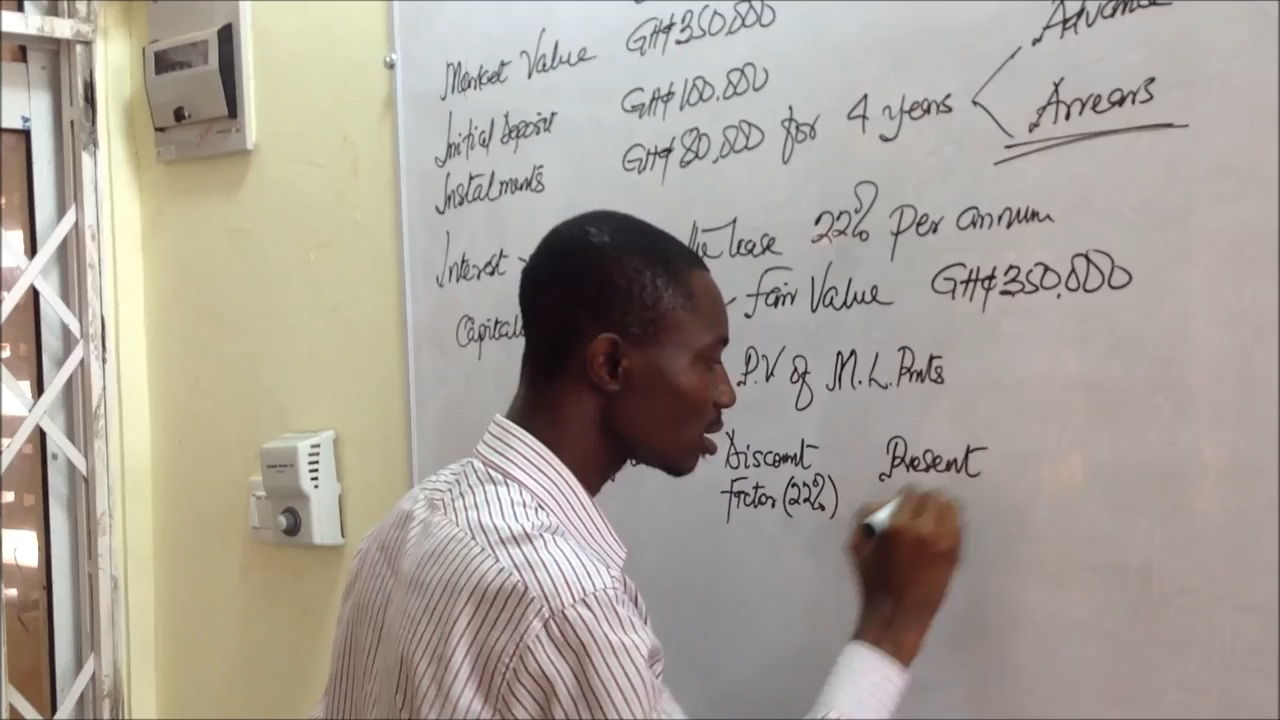 Market Value GH¢350,000 Advance
Initial Deposit GH¢100,000
Instalments GH¢80,000 for 4 years Arrears
Interest Lease 22% Per annum
Capital Fair Value GH¢350,000
P.V of M.L.Pmts
Discount Present
Factor (22%)